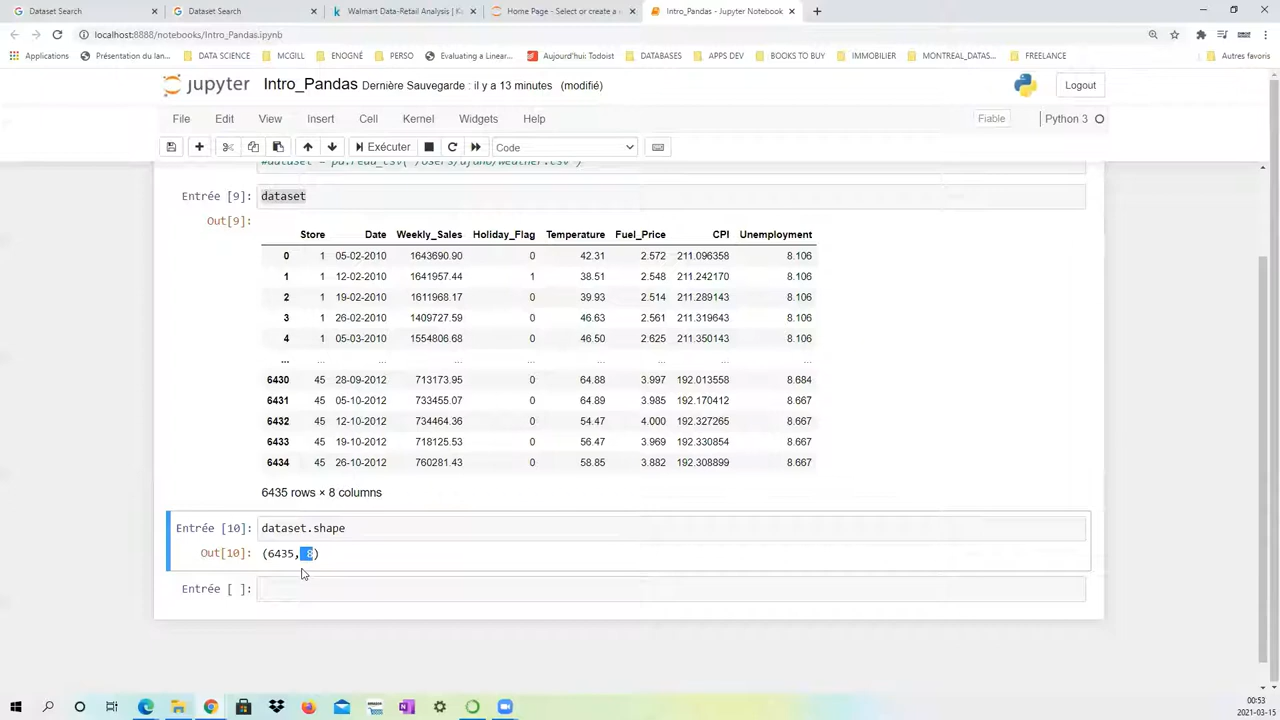 Dataset Search
Dataset Search
Walmart Data-Retail Analysis | K
Home Page - Select or create a n
Intro_Pandas - Jupyter Notebook
localhost:8888/notebooks/Intro_Pandas.ipynb
Applications
Présentation du lan...
DATA SCIENCE
MCGILL
ENOGNÉ
PERSO
Evaluating a Linear...
Aujourd'hui: Todoist
DATABASES
APPS DEV
BOOKS TO BUY
IMMOBILIER
MONTREAL_DATAS...
FREELANCE
Autres favoris
jupyter Intro_Pandas Dernière Sauvegarde : il y a 13 minutes (modifié)
Logout
File Edit View Insert Cell Kernel Widgets Help
Fiable
Python 3
Exécuter
Code
Entrée [9]: dataset
Out[9]:
Store Date Weekly_Sales Holiday_Flag Temperature Fuel_Price CPI Unemployment
0 1 05-02-2010 1643690.90 0 42.31 2.572 211.096358 8.106
1 1 12-02-2010 1641957.44 1 38.51 2.548 211.242170 8.106
2 1 19-02-2010 1611968.17 0 39.93 2.514 211.289143 8.106
3 1 26-02-2010 1409727.59 0 46.63 2.561 211.319643 8.106
4 1 05-03-2010 1554806.68 0 46.50 2.625 211.350143 8.106
... ... ... ... ... ... ... ... ...
6430 45 28-09-2012 713173.95 0 64.88 3.997 192.013558 8.684
6431 45 05-10-2012 733455.07 0 64.89 3.985 192.170412 8.667
6432 45 12-10-2012 734464.36 0 54.47 4.000 192.327265 8.667
6433 45 19-10-2012 718125.53 0 56.47 3.969 192.330854 8.667
6434 45 26-10-2012 760281.43 0 58.85 3.882 192.308899 8.667
6435 rows × 8 columns
Entrée [10]: dataset.shape
Out[10]: (6435, 8)
Entrée [ ]:
00:53
2021-03-15